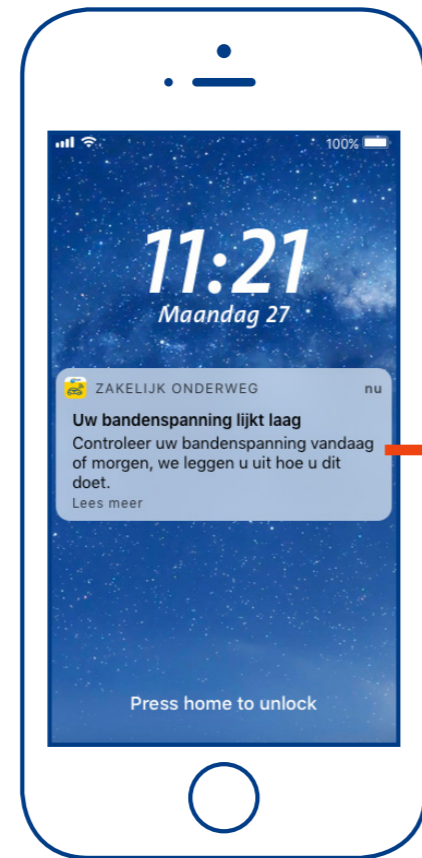 100%
11:21
Maandag 27
ZAKELIJK ONDERWEG nu
Uw bandenspanning lijkt laag
Controleer uw bandenspanning vandaag
of morgen, we leggen u uit hoe u dit
doet.
Lees meer
Press home to unlock